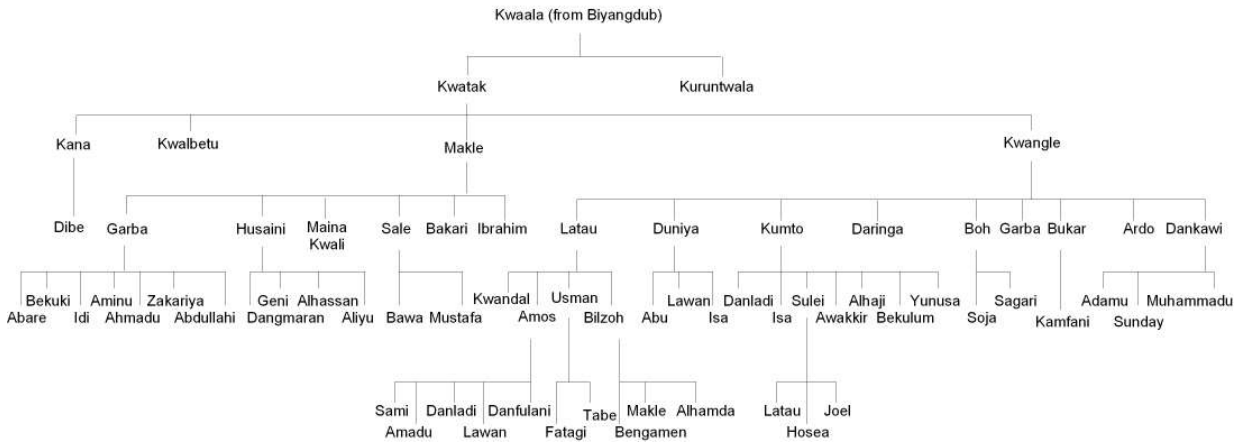 Kwaala (from Biyangdub)
Kwatak Kuruntwala
Kana Kwalbetu Makle Kwangle
Dibe Garba Husaini Maina Kwali Sale Bakari Ibrahim Latau Duniya Kumto Daringa Boh Garba Bukar Ardo Dankawi
Bekuki Aminu Zakariya Geni Alhassan Kwandal Usman Lawan Danladi Sulei Alhaji Yunusa Sagari Adamu Muhammadu
Abare Idi Ahmadu Abdullahi Dangmaran Aliyu Bawa Mustafa Amos Bilzoh Abu Isa Isa Awakkir Bekulum Soja Kamfani Sunday
Sami Danladi Danfulani Tabe Makle Alhamda Latau Joel
Amadu Lawan Fatagi Bengamen Hosea